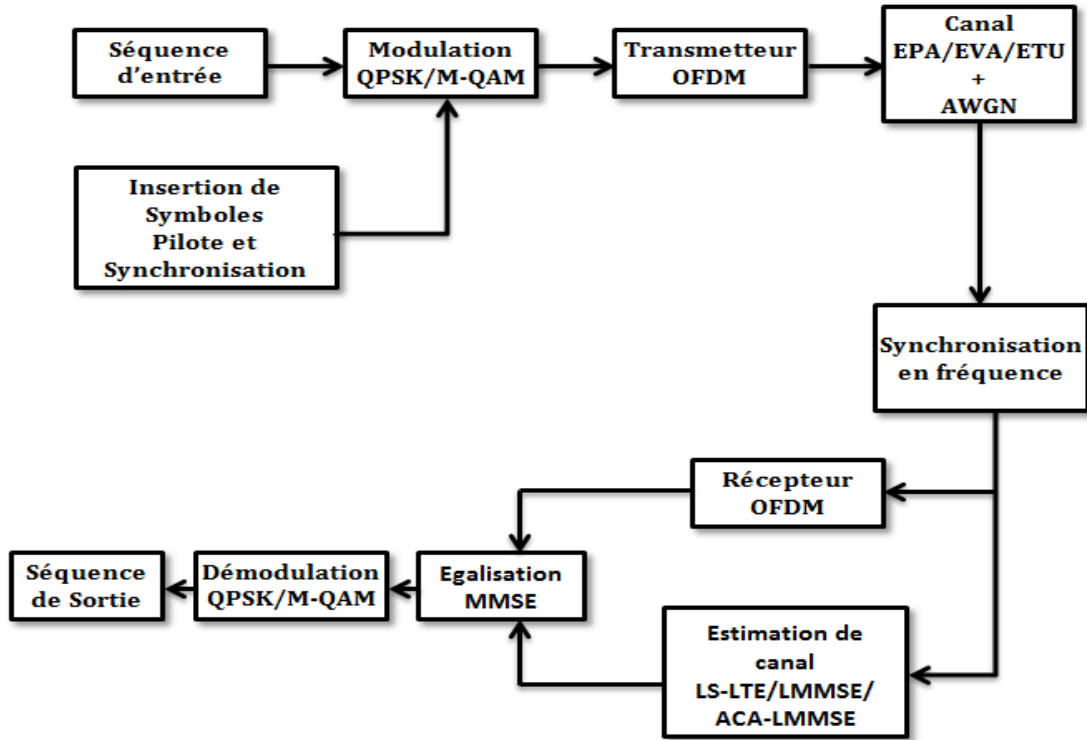 Séquence
d'entrée
Modulation
QPSK/M-QAM
Transmetteur
OFDM
Canal
EPA/EVA/ETU
+
AWGN
Insertion de
Symboles
Pilote et
Synchronisation
Synchronisation
en fréquence
Récepteur
OFDM
Séquence
de Sortie
Démodulation
QPSK/M-QAM
Egalisation
MMSE
Estimation de
canal
LS-LTE/LMMSE/
ACA-LMMSE